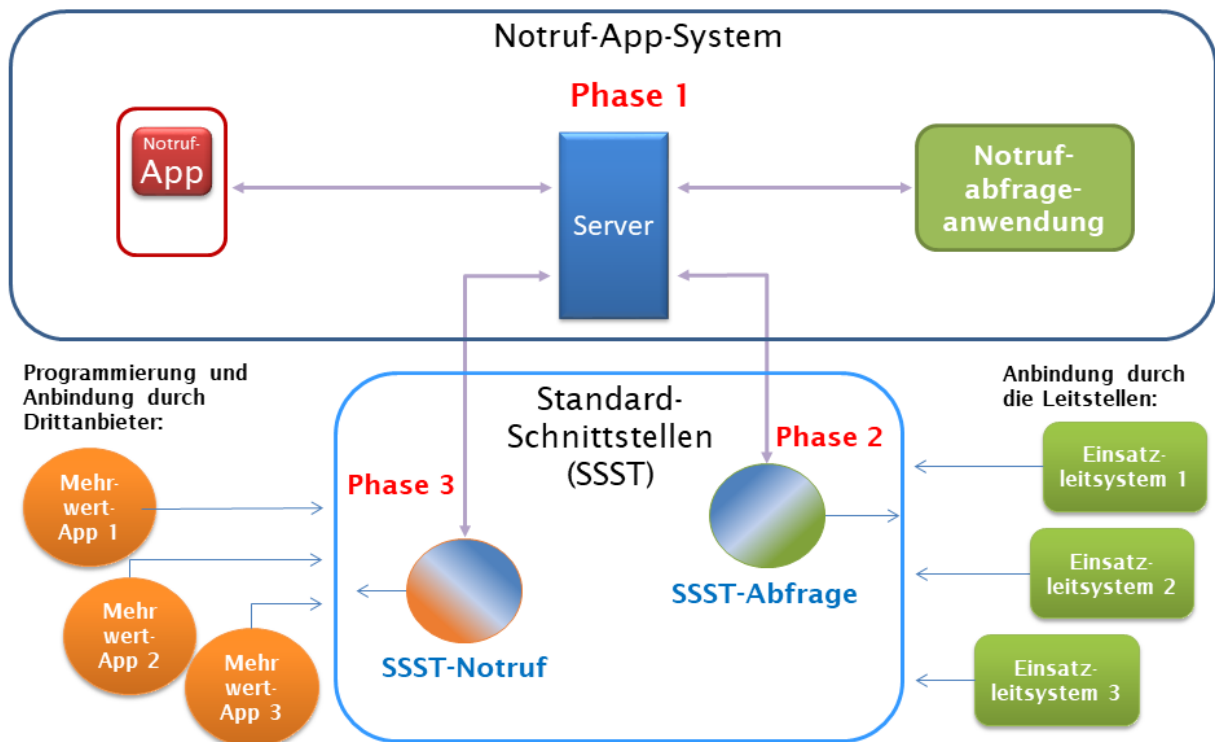 Notruf-App-System
Phase 1
Notruf-
App
Server
Notruf-
abfrage-
anwendung
Programmierung und
Anbindung durch
Drittanbieter:
Mehr-
wert-
App 1
Mehr
wert-
App 2
Mehr
wert-
App 3
Standard-
Schnittstellen
(SSST)
Phase 3
Phase 2
SSST-Notruf
SSST-Abfrage
Anbindung durch
die Leitstellen:
Einsatz-
leitsystem 1
Einsatz-
leitsystem 2
Einsatz-
leitsystem 3